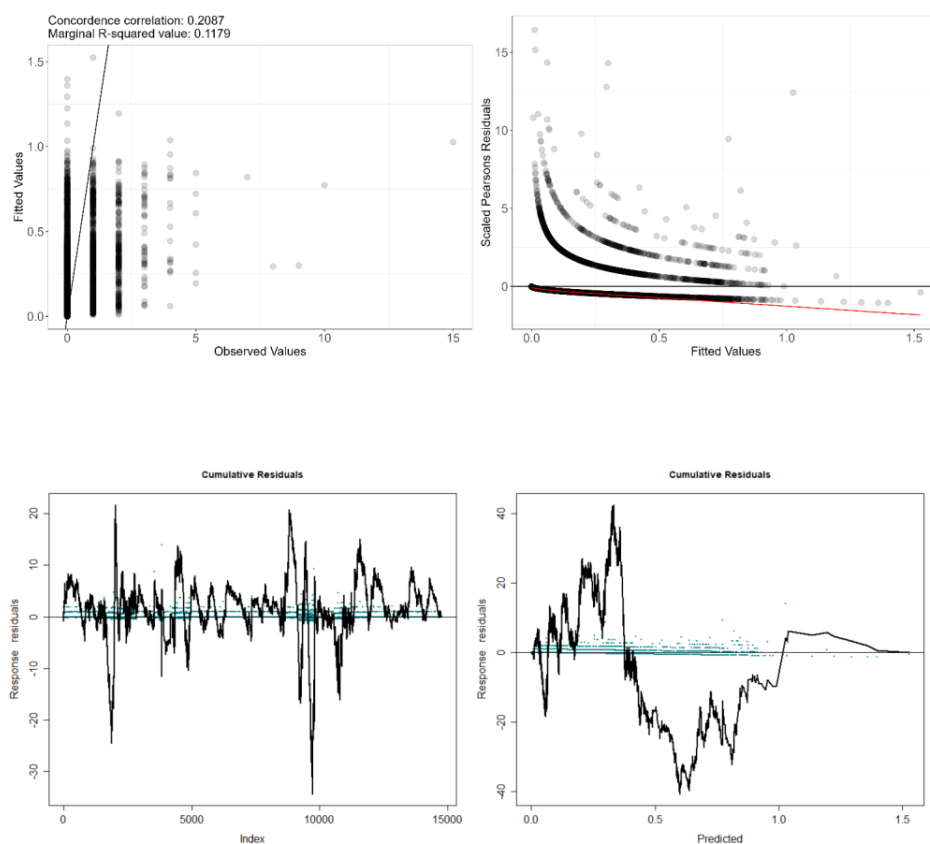 Concordence correlation: 0.2087
Marginal R-squared value: 0.1179
1.5
1.0
0.5
0.0
Fitted Values
0
5
10
15
Observed Values
15
10
5
0
Scaled Pearsons Residuals
0.0
0.5
1.0
1.5
Fitted Values
Cumulative Residuals
20
10
0
-10
-20
-30
Response residuals
0
5000
10000
15000
Index
Cumulative Residuals
40
20
0
-20
-40
Response residuals
0.0
0.5
1.0
1.5
Predicted